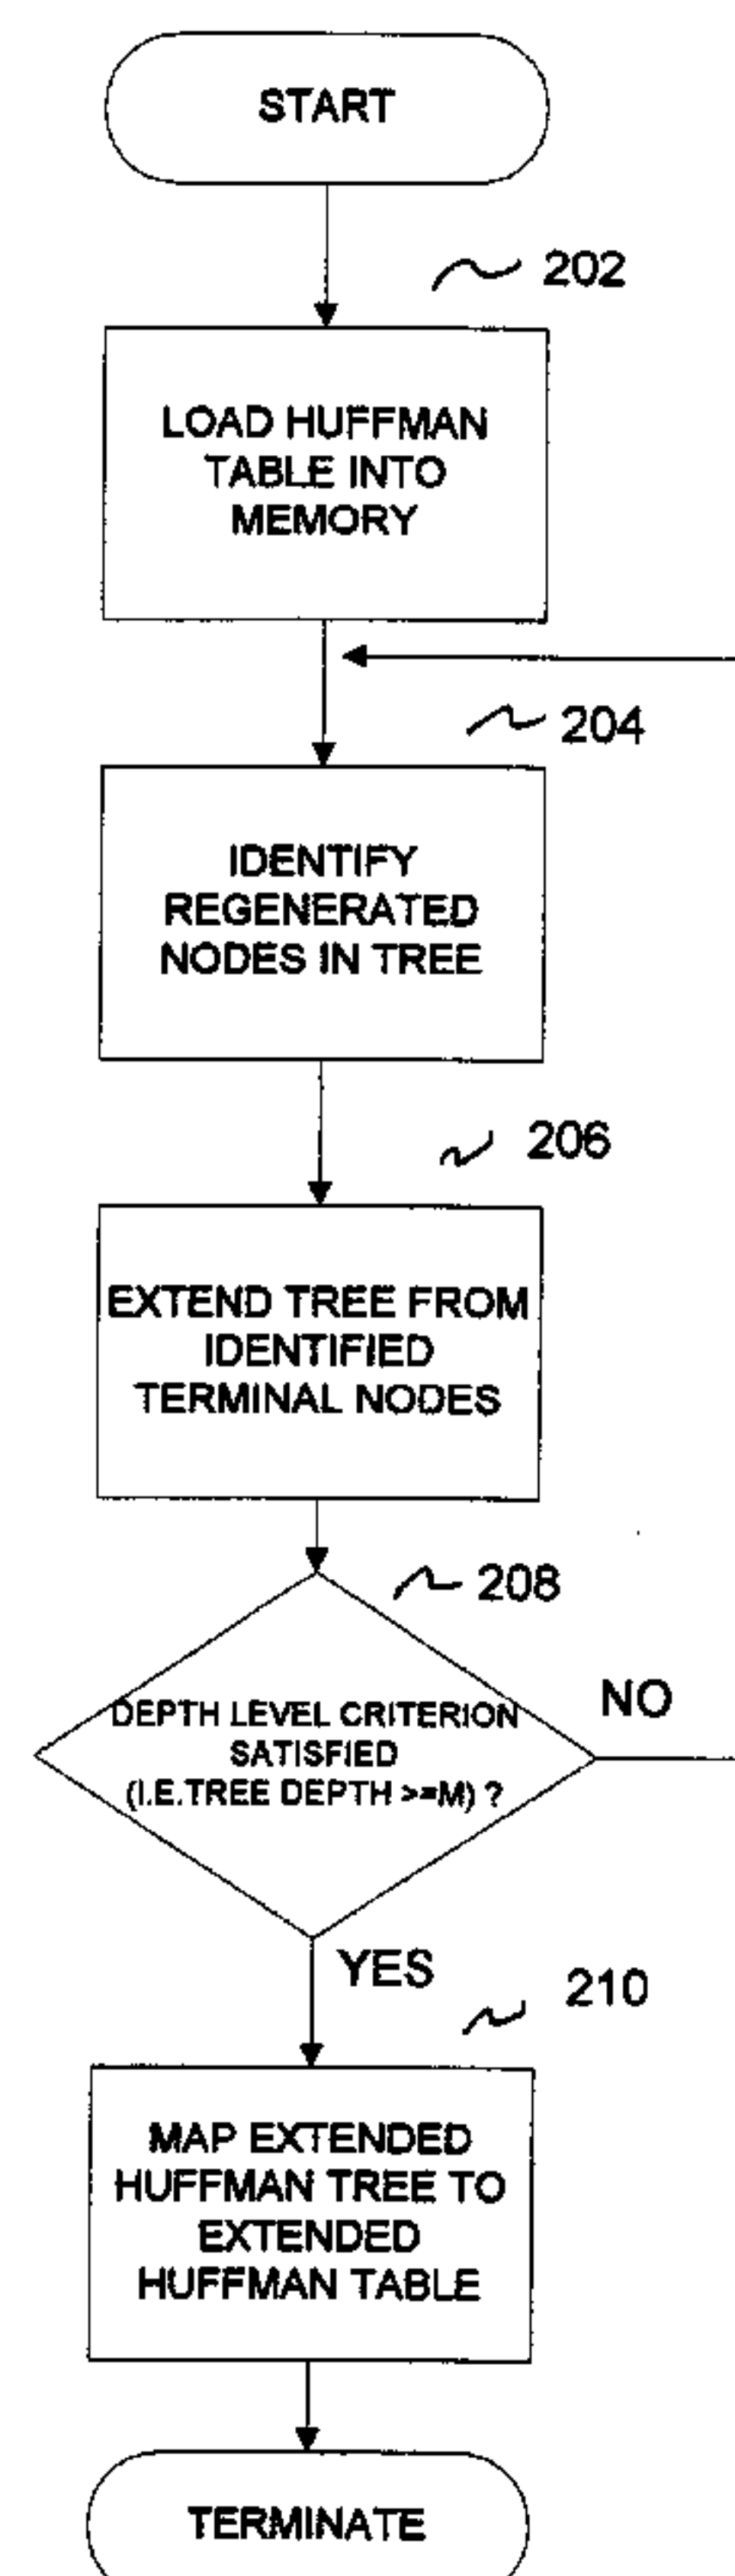 START
202
LOAD HUFFMAN
TABLE INTO
MEMORY
204
IDENTIFY
REGENERATED
NODES IN TREE
206
EXTEND TREE FROM
IDENTIFIED
TERMINAL NODES
208
DEPTH LEVEL CRITERION
SATISFIED
(I.E.TREE DEPTH >=M) ?
NO
YES
210
MAP EXTENDED
HUFFMAN TREE TO
EXTENDED
HUFFMAN TABLE
TERMINATE